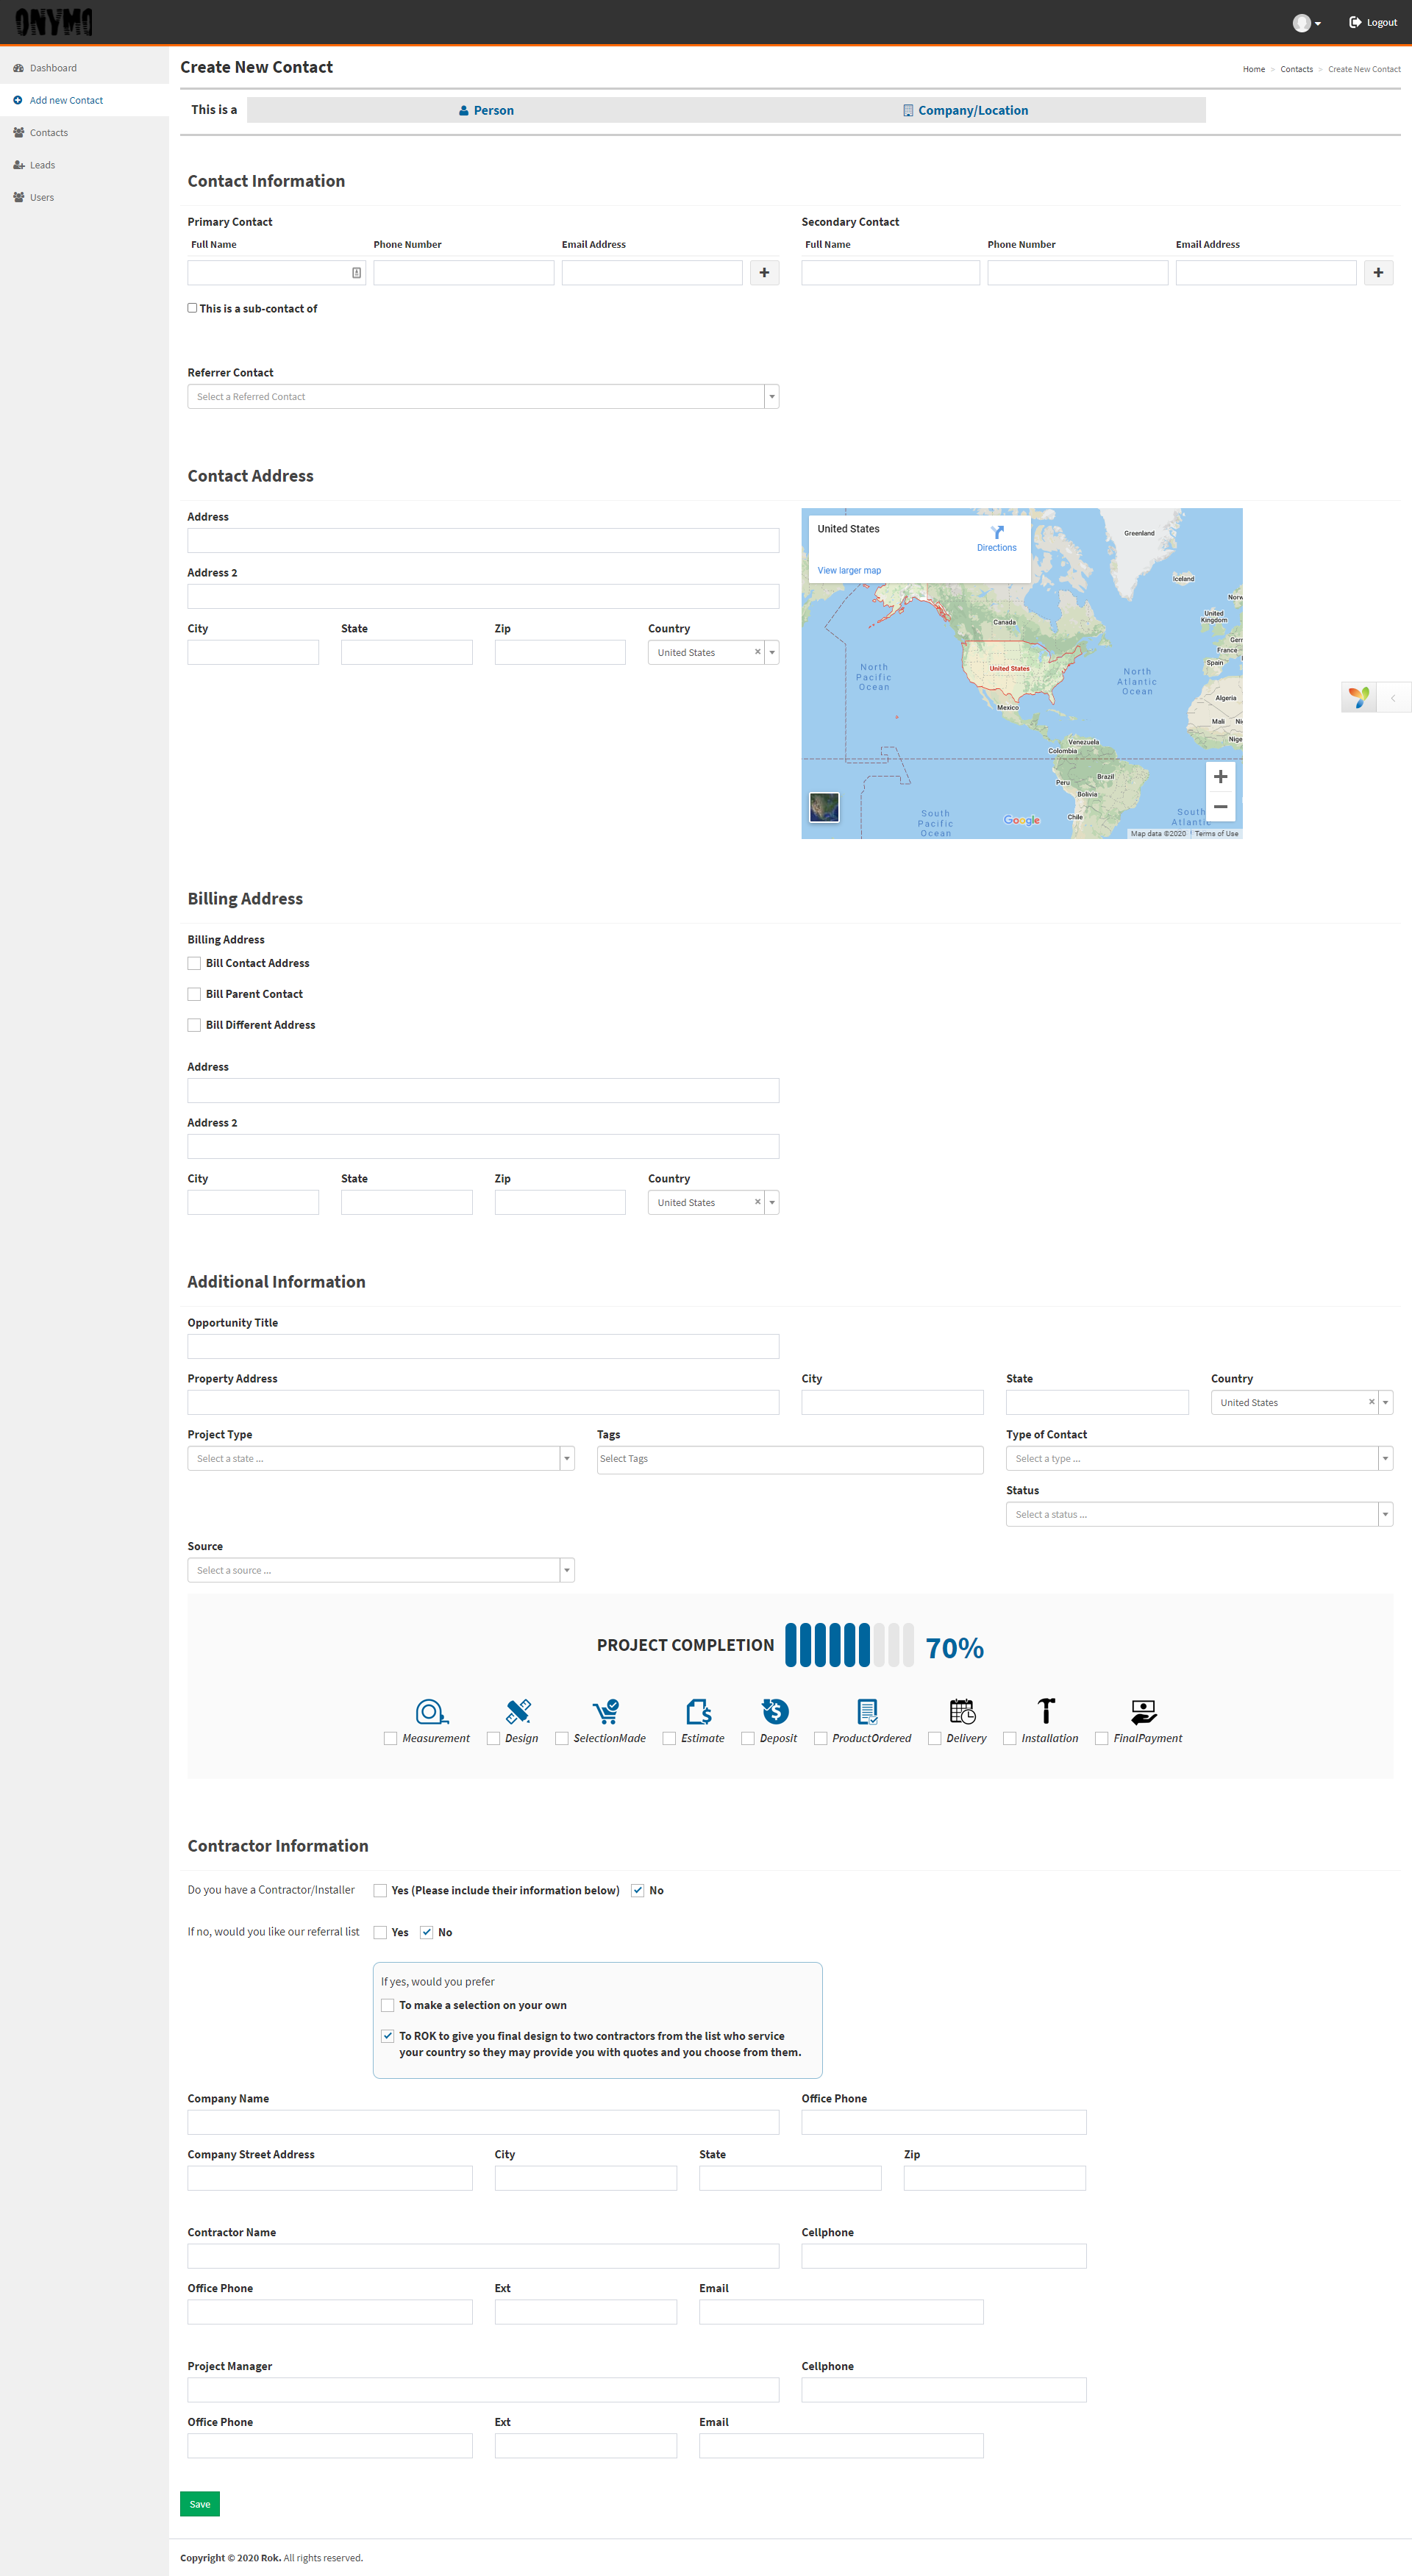 ONYMO
Logout
Dashboard
Add new Contact
Contacts
Leads
Users
Create New Contact
Home > Contacts > Create New Contact
This is a Person Company/Location
Contact Information
Primary Contact Secondary Contact
Full Name Phone Number Email Address Full Name Phone Number Email Address
This is a sub-contact of
Referrer Contact
Select a Referred Contact
Contact Address
Address
Address 2
City State Zip Country
United States
United States
Directions
View larger map
Greenland
Iceland
Norw
United
Kingdom
Canada
Ger
France
Spain
North
Pacific
Ocean
United States
North
Atlantic
Ocean
Algeria
Mexico
Mali Ni
Nige
Venezuela
Colombia
Peru Brazil
Bolivia
Chile
South
Pacific
Ocean
South
Atlantic
Google
Map data ©2020 Terms of Use
Billing Address
Billing Address
Bill Contact Address
Bill Parent Contact
Bill Different Address
Address
Address 2
City State Zip Country
United States
Additional Information
Opportunity Title
Property Address City State Country
United States
Project Type Tags Type of Contact
Select a state ... Select Tags Select a type ...
Status
Select a status ...
Source
Select a source ...
PROJECT COMPLETION 70%
Measurement Design SelectionMade Estimate Deposit ProductOrdered Delivery Installation FinalPayment
Contractor Information
Do you have a Contractor/Installer Yes (Please include their information below) No
If no, would you like our referral list Yes No
If yes, would you prefer
To make a selection on your own
To ROK to give you final design to two contractors from the list who service
your country so they may provide you with quotes and you choose from them.
Company Name Office Phone
Company Street Address City State Zip
Contractor Name Cellphone
Office Phone Ext Email
Project Manager Cellphone
Office Phone Ext Email
Save
Copyright © 2020 Rok. All rights reserved.